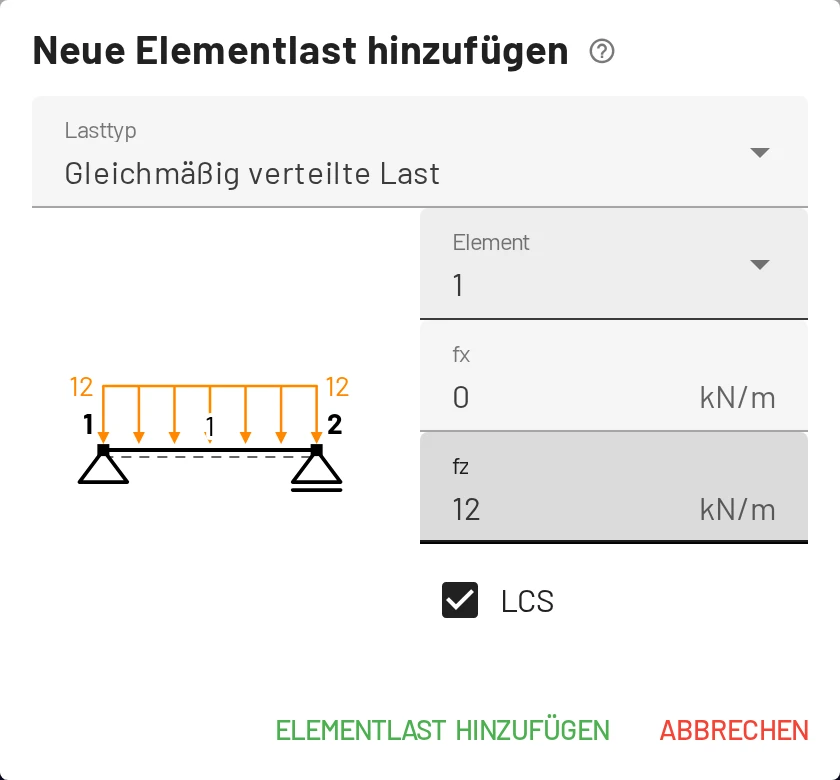 Neue Elementlast hinzufügen ?
Lasttyp
Gleichmäßig verteilte Last
Element
1
fx
0 kN/m
fz
12 kN/m
12 12
1 1 2
LCS
ELEMENTLAST HINZUFÜGEN ABBRECHEN